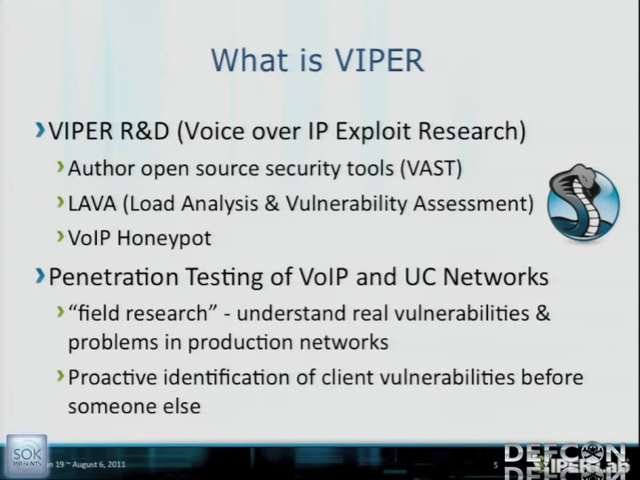 What is VIPER
VIPER R&D (Voice over IP Exploit Research)
Author open source security tools (VAST)
LAVA (Load Analysis & Vulnerability Assessment)
VoIP Honeypot
Penetration Testing of VoIP and UC Networks
"field research" - understand real vulnerabilities &
problems in production networks
Proactive identification of client vulnerabilities before
someone else
SOK
PRESENTS
19 ~ August 6, 2011
5
DEFCON
VIPER Lab